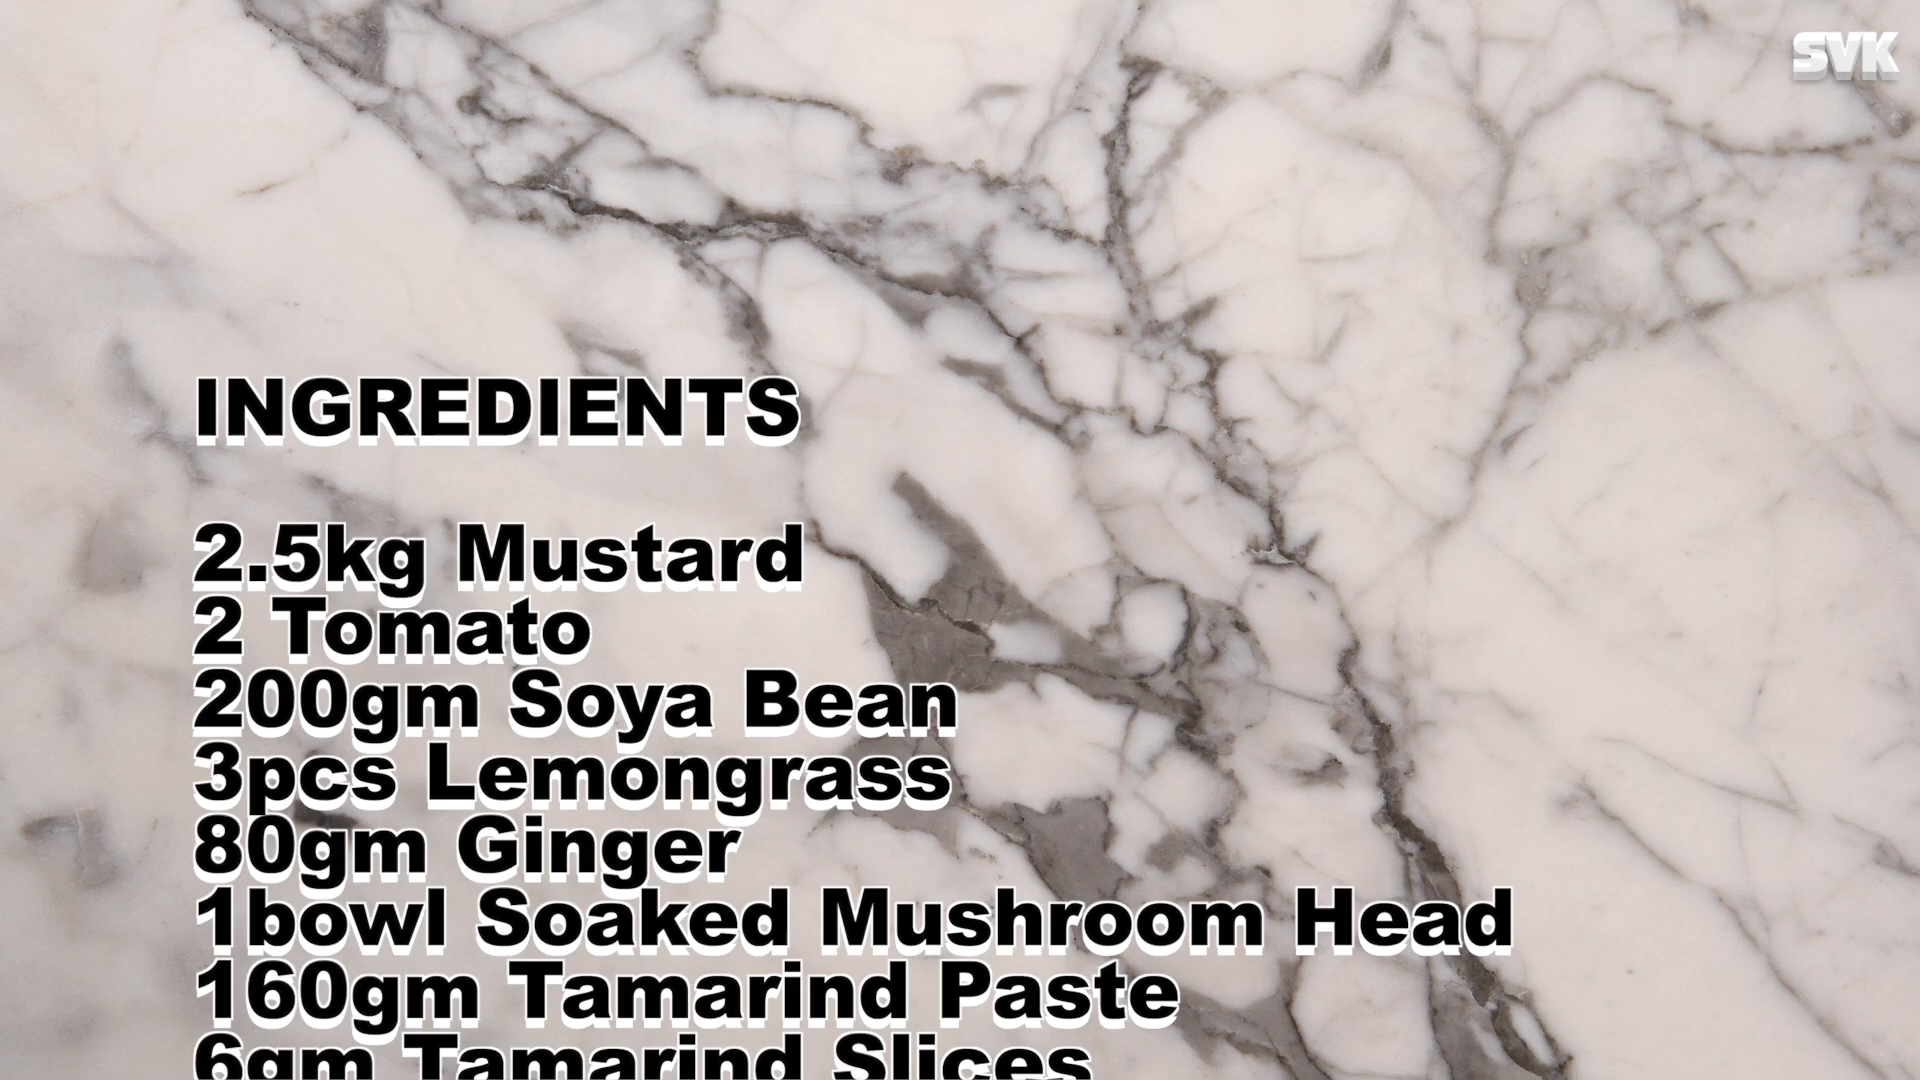 SVK
INGREDIENTS
2.5kg Mustard
2 Tomato
200gm Soya Bean
3pcs Lemongrass
80gm Ginger
1bowl Soaked Mushroom Head
160gm Tamarind Paste
6gm Tamarind Slices